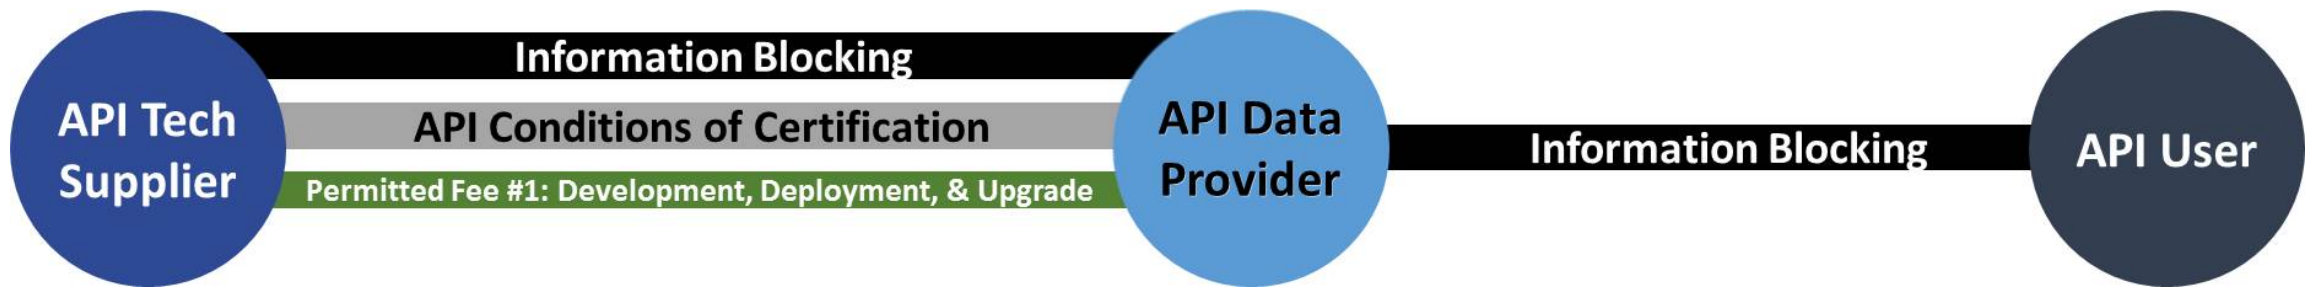 API Tech
Supplier
Information Blocking
API Conditions of Certification
Permitted Fee #1: Development, Deployment, & Upgrade
API Data
Provider
Information Blocking
API User